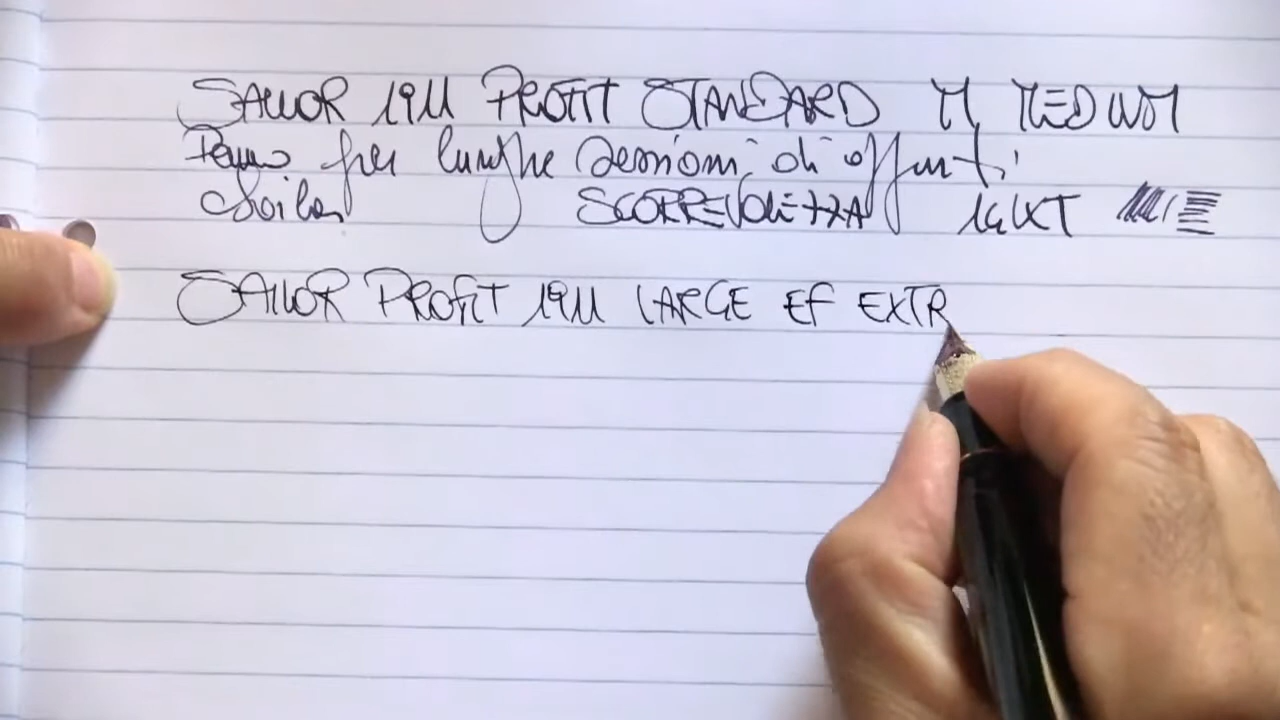 SAILOR 1911 PROFIT STANDARD M MEDIUM
Penna per lunghe sessioni di appunti
SCORREVOLEZZA 14KT
SAILOR PROFIT 1911 LARGE EF EXTR